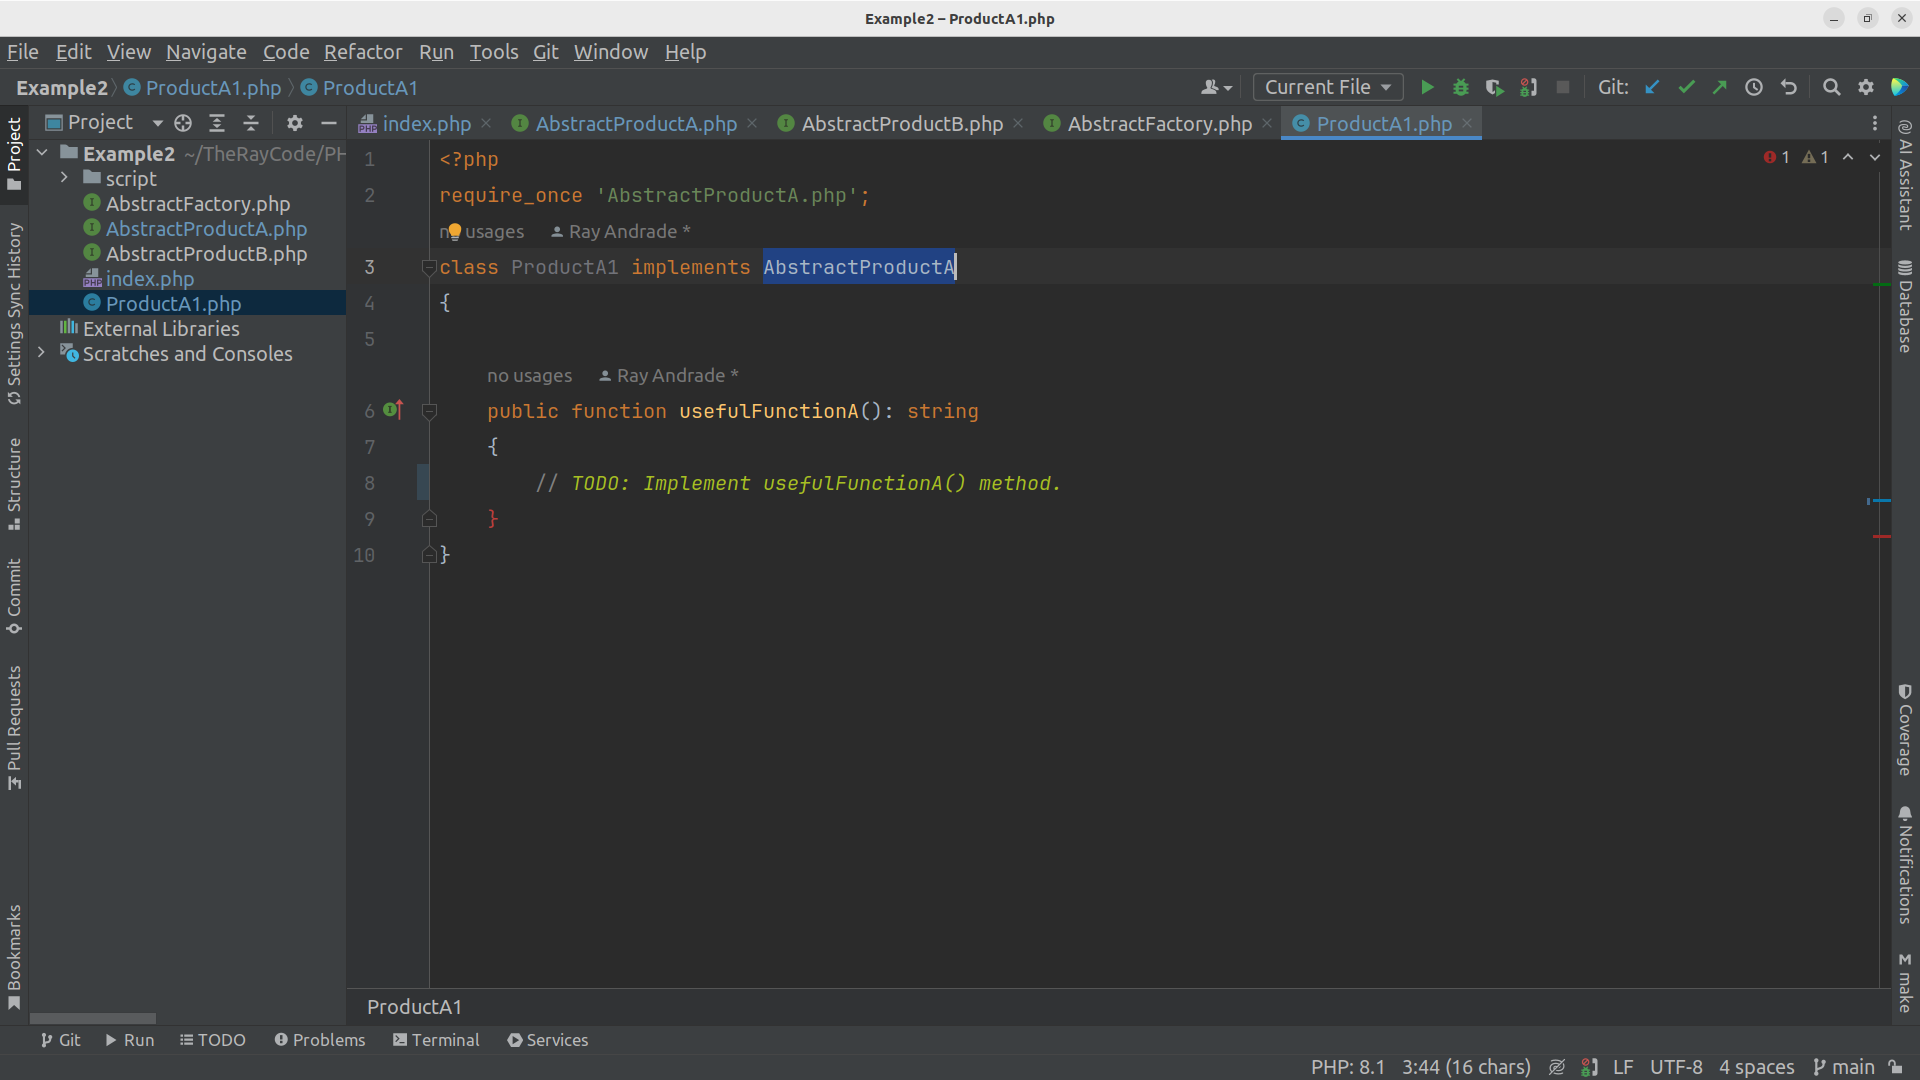 Example2 – ProductA1.php
File Edit View Navigate Code Refactor Run Tools Git Window Help
Example2 ProductA1.php ProductA1
Current File Git:
Project
index.php AbstractProductA.php AbstractProductB.php AbstractFactory.php ProductA1.php
Example2 ~/TheRayCode/PH
script
AbstractFactory.php
AbstractProductA.php
AbstractProductB.php
index.php
ProductA1.php
External Libraries
Scratches and Consoles
1 <?php
2 require_once 'AbstractProductA.php';
usages Ray Andrade *
3 class ProductA1 implements AbstractProductA
4 {
5
no usages Ray Andrade *
6 public function usefulFunctionA(): string
7 {
8 // TODO: Implement usefulFunctionA() method.
9 }
10 }
1 1
Project
Settings Sync History
Structure
Commit
Pull Requests
Bookmarks
AI Assistant
Database
Coverage
Notifications
make
ProductA1
Git Run TODO Problems Terminal Services
PHP: 8.1 3:44 (16 chars) LF UTF-8 4 spaces main